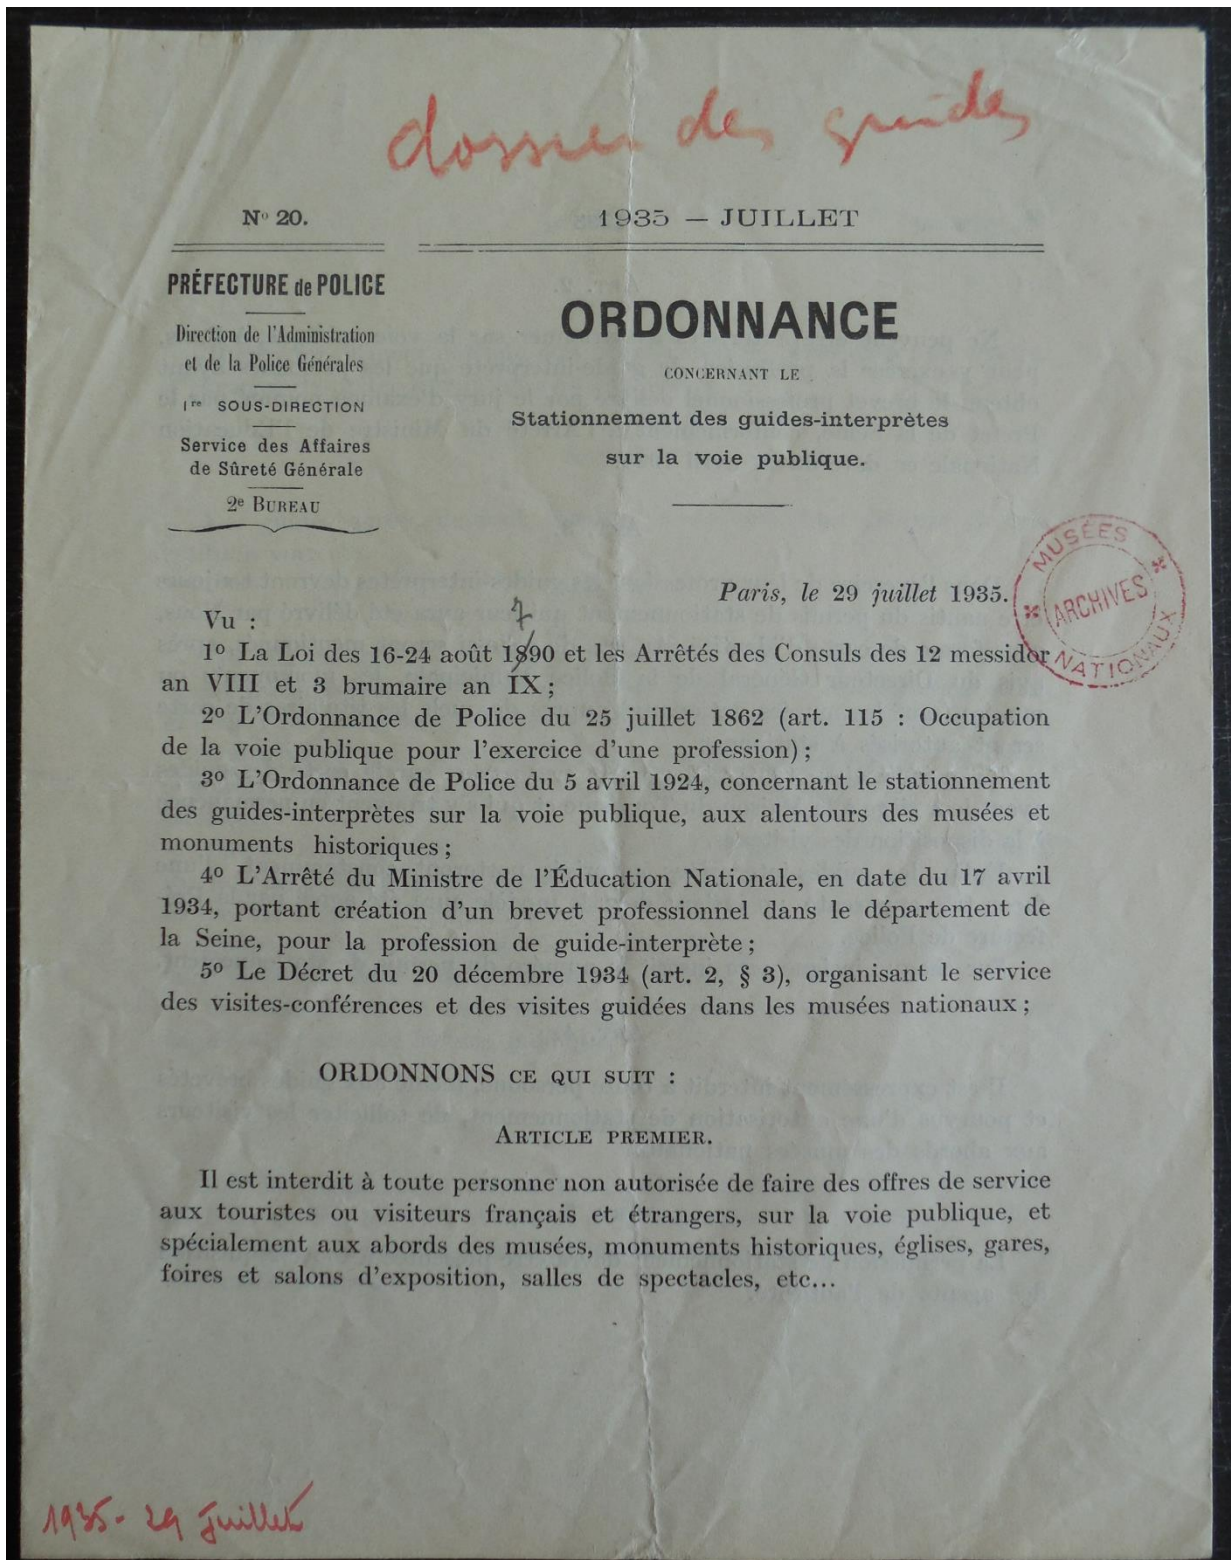 dossier des guides
Nº 20.
1935 — JUILLET
PRÉFECTURE de POLICE
Direction de l'Administration
et de la Police Générales
1re SOUS-DIRECTION
Service des Affaires
de Sûreté Générale
2e BUREAU
ORDONNANCE
CONCERNANT LE
Stationnement des guides-interprètes
sur la voie publique.
MUSÉES NATIONAUX
ARCHIVES
Paris, le 29 juillet 1935.
Vu :
7
1º La Loi des 16-24 août 1890 et les Arrêtés des Consuls des 12 messidor
an VIII et 3 brumaire an IX ;
2º L'Ordonnance de Police du 25 juillet 1862 (art. 115 : Occupation
de la voie publique pour l'exercice d'une profession) ;
3º L'Ordonnance de Police du 5 avril 1924, concernant le stationnement
des guides-interprètes sur la voie publique, aux alentours des musées et
monuments historiques ;
4º L'Arrêté du Ministre de l'Éducation Nationale, en date du 17 avril
1934, portant création d'un brevet professionnel dans le département de
la Seine, pour la profession de guide-interprète ;
5º Le Décret du 20 décembre 1934 (art. 2, § 3), organisant le service
des visites-conférences et des visites guidées dans les musées nationaux ;
ORDONNONS CE QUI SUIT :
ARTICLE PREMIER.
Il est interdit à toute personne non autorisée de faire des offres de service
aux touristes ou visiteurs français et étrangers, sur la voie publique, et
spécialement aux abords des musées, monuments historiques, églises, gares,
foires et salons d'exposition, salles de spectacles, etc...
1935 - 29 juillet